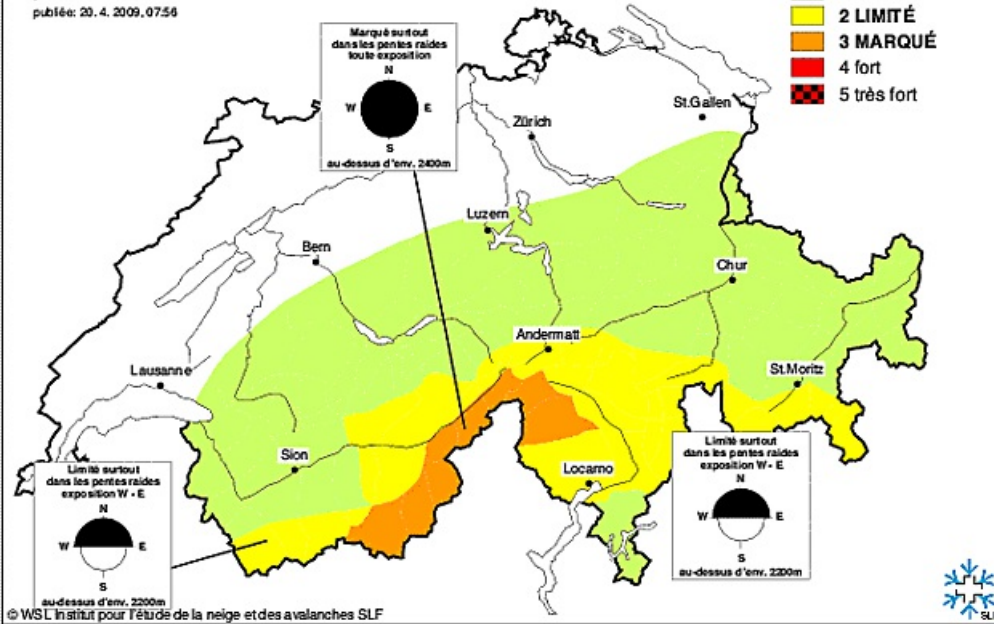 publiée: 20. 4. 2009, 07:56
2 LIMITÉ
3 MARQUÉ
4 fort
5 très fort
Marqué surtout
dans les pentes raides
toute exposition
N
W E
S
au-dessus d'env. 2400m
St.Gallen
Zürich
Luzern
Bern
Chur
Andermatt
Lausanne
St.Moritz
Sion
Locarno
Limité surtout
dans les pentes raides
exposition W - E
N
W E
S
au-dessus d'env. 2200m
Limité surtout
dans les pentes raides
exposition W - E
N
W E
S
au-dessus d'env. 2200m
© WSL Institut pour l'étude de la neige et des avalanches SLF
SLF